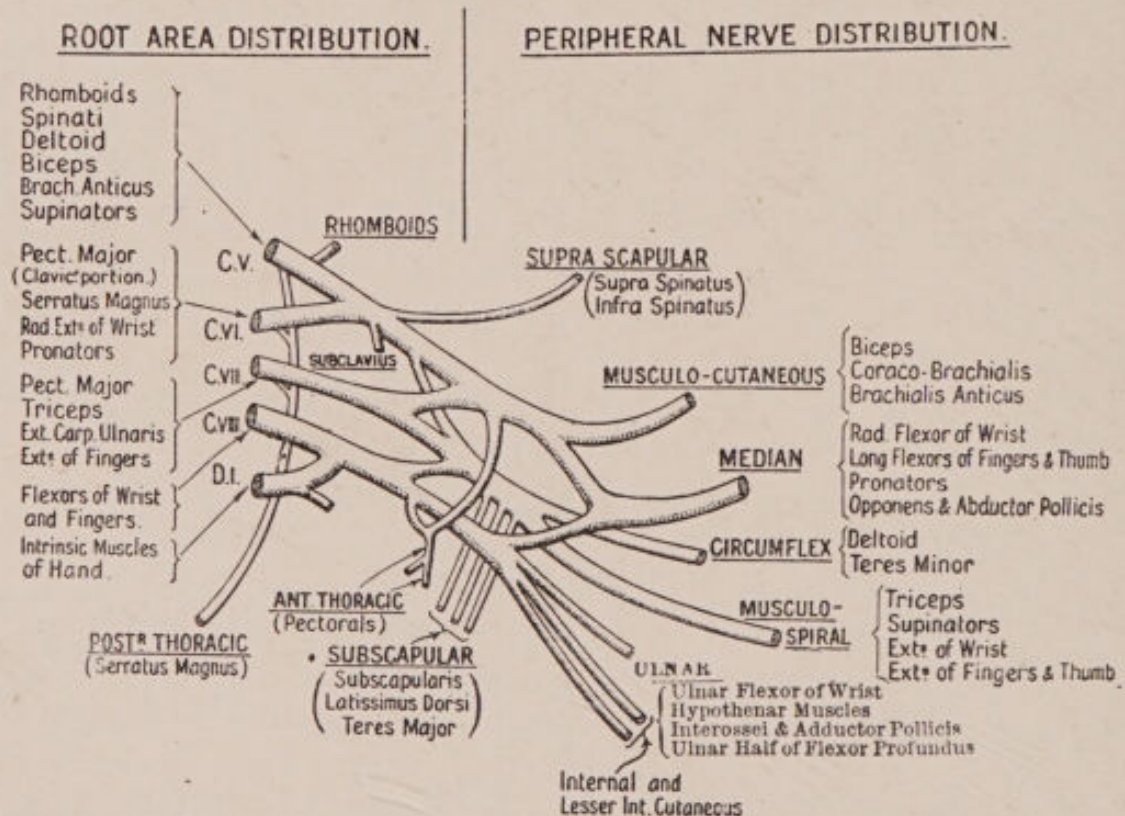 ROOT AREA DISTRIBUTION.
PERIPHERAL NERVE DISTRIBUTION.
Rhomboids
Spinati
Deltoid
Biceps
Brach. Anticus
Supinators
Pect. Major
(Clavicr portion.)
Serratus Magnus
Rad. Exts of Wrist
Pronators
Pect. Major
Triceps
Ext. Carp. Ulnaris
Exts of Fingers
Flexors of Wrist
and Fingers.
Intrinsic Muscles
of Hand.
C.V.
C.VI.
C.VII
C.VIII
D.I.
RHOMBOIDS
SUBCLAVIUS
SUPRA SCAPULAR
(Supra Spinatus)
(Infra Spinatus)
MUSCULO-CUTANEOUS
Biceps
Coraco-Brachialis
Brachialis Anticus
MEDIAN
Rad. Flexor of Wrist
Long Flexors of Fingers & Thumb
Pronators
Opponens & Abductor Pollicis
CIRCUMFLEX
Deltoid
Teres Minor
MUSCULO-
SPIRAL
Triceps
Supinators
Exts of Wrist
Exts of Fingers & Thumb
ULNAR
Ulnar Flexor of Wrist
Hypothenar Muscles
Interossei & Adductor Pollicis
Ulnar Half of Flexor Profundus
Internal and
Lesser Int. Cutaneous
ANT. THORACIC
(Pectorals)
SUBSCAPULAR
(Subscapularis
Latissimus Dorsi
Teres Major)
POSTR THORACIC
(Serratus Magnus)